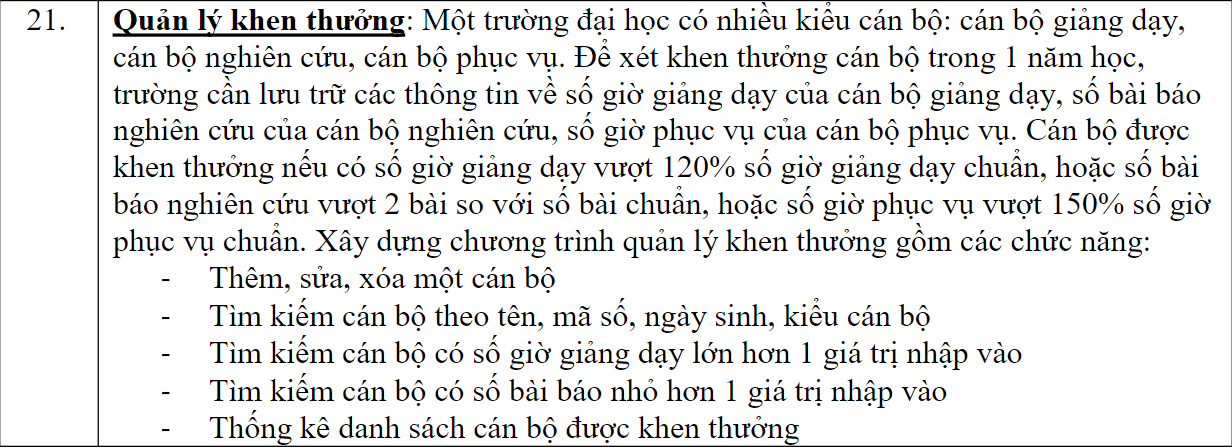 21. Quản lý khen thưởng: Một trường đại học có nhiều kiểu cán bộ: cán bộ giảng dạy,
cán bộ nghiên cứu, cán bộ phục vụ. Để xét khen thưởng cán bộ trong 1 năm học,
trường cần lưu trữ các thông tin về số giờ giảng dạy của cán bộ giảng dạy, số bài báo
nghiên cứu của cán bộ nghiên cứu, số giờ phục vụ của cán bộ phục vụ. Cán bộ được
khen thưởng nếu có số giờ giảng dạy vượt 120% số giờ giảng dạy chuẩn, hoặc số bài
báo nghiên cứu vượt 2 bài so với số bài chuẩn, hoặc số giờ phục vụ vượt 150% số giờ
phục vụ chuẩn. Xây dựng chương trình quản lý khen thưởng gồm các chức năng:
- Thêm, sửa, xóa một cán bộ
- Tìm kiếm cán bộ theo tên, mã số, ngày sinh, kiểu cán bộ
- Tìm kiếm cán bộ có số giờ giảng dạy lớn hơn 1 giá trị nhập vào
- Tìm kiếm cán bộ có số bài báo nhỏ hơn 1 giá trị nhập vào
- Thống kê danh sách cán bộ được khen thưởng